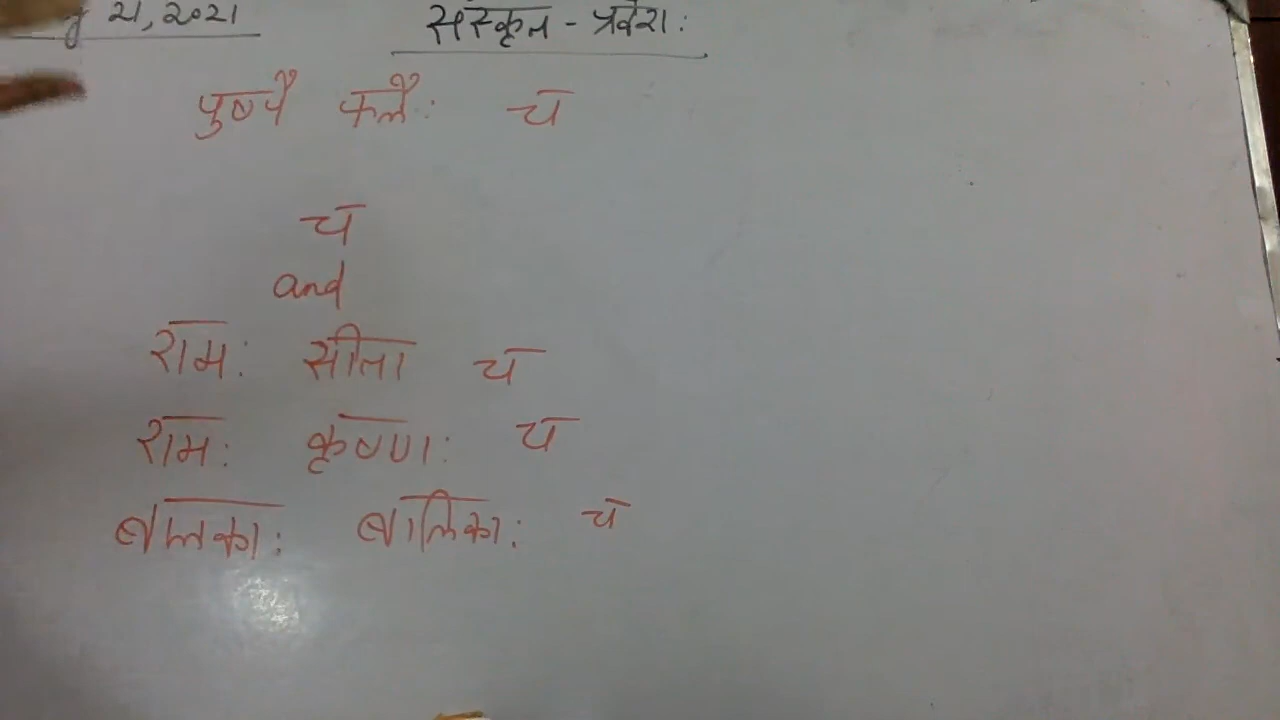 21, 2021 संस्कृत - प्रवेशः
पुष्पै फलैः च
च
and
रामः सीता च
रामः कृष्णः च
बालकाः बालिकाः च